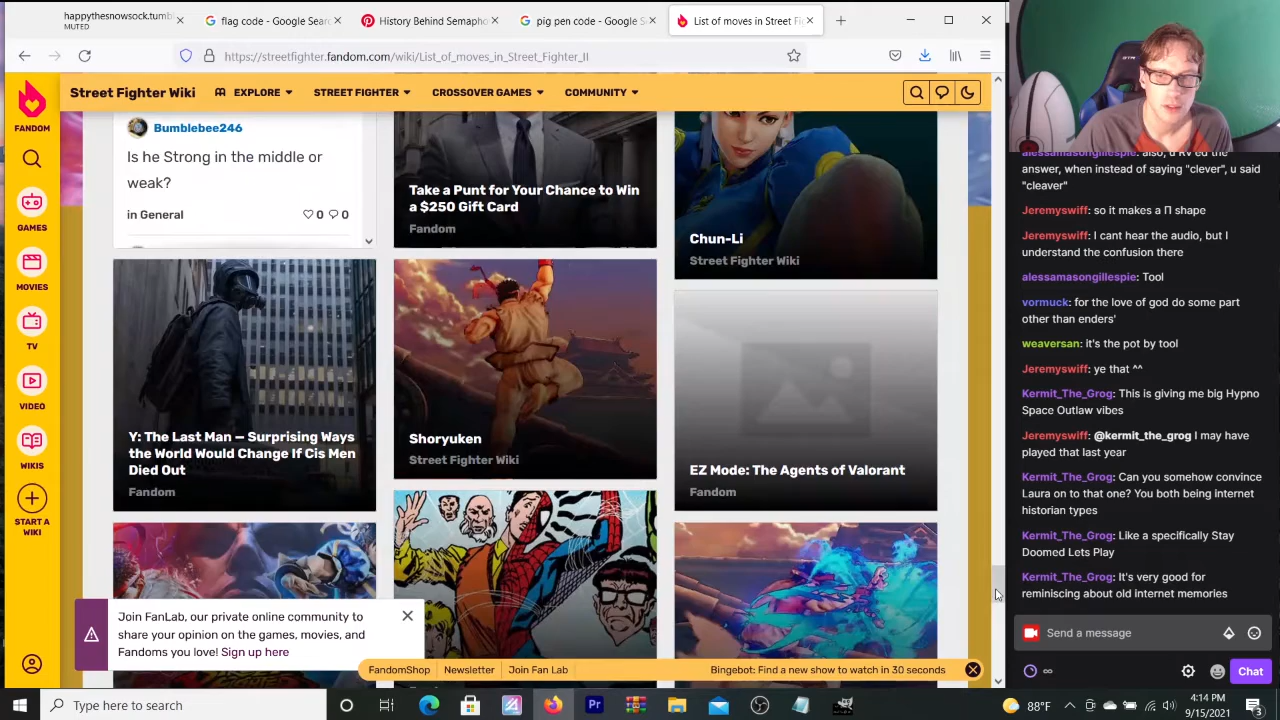 happythesnowsock.tumb
MUTED
flag code - Google Sear
History Behind Semapho
pig pen code - Google Se
List of moves in Street Fi
https://streetfighter.fandom.com/wiki/List_of_moves_in_Street_Fighter_II
FANDOM
GAMES
MOVIES
TV
VIDEO
WIKIS
START A
WIKI
Street Fighter Wiki
EXPLORE
STREET FIGHTER
CROSSOVER GAMES
COMMUNITY
Bumblebee246
Is he Strong in the middle or
weak?
in General
0
0
Take a Punt for Your Chance to Win
a $250 Gift Card
Fandom
Chun-Li
Street Fighter Wiki
Y: The Last Man — Surprising Ways
the World Would Change If Cis Men
Died Out
Fandom
Shoryuken
Street Fighter Wiki
EZ Mode: The Agents of Valorant
Fandom
Join FanLab, our private online community to
share your opinion on the games, movies, and
Fandoms you love! Sign up here
FandomShop
Newsletter
Join Fan Lab
Bingebot: Find a new show to watch in 30 seconds
alessamasongillespie: also, u RV'ed the
answer, when instead of saying "clever", u said
"cleaver"
Jeremyswiff: so it makes a Π shape
Jeremyswiff: I cant hear the audio, but I
understand the confusion there
alessamasongillespie: Tool
vormuck: for the love of god do some part
other than enders'
weaversan: it's the pot by tool
Jeremyswiff: ye that ^^
Kermit_The_Grog: This is giving me big Hypno
Space Outlaw vibes
Jeremyswiff: @kermit_the_grog I may have
played that last year
Kermit_The_Grog: Can you somehow convince
Laura on to that one? You both being internet
historian types
Kermit_The_Grog: Like a specifically Stay
Doomed Lets Play
Kermit_The_Grog: It's very good for
reminiscing about old internet memories
Send a message
∞
Chat
Type here to search
Pr
88°F
4:14 PM
9/15/2021
3